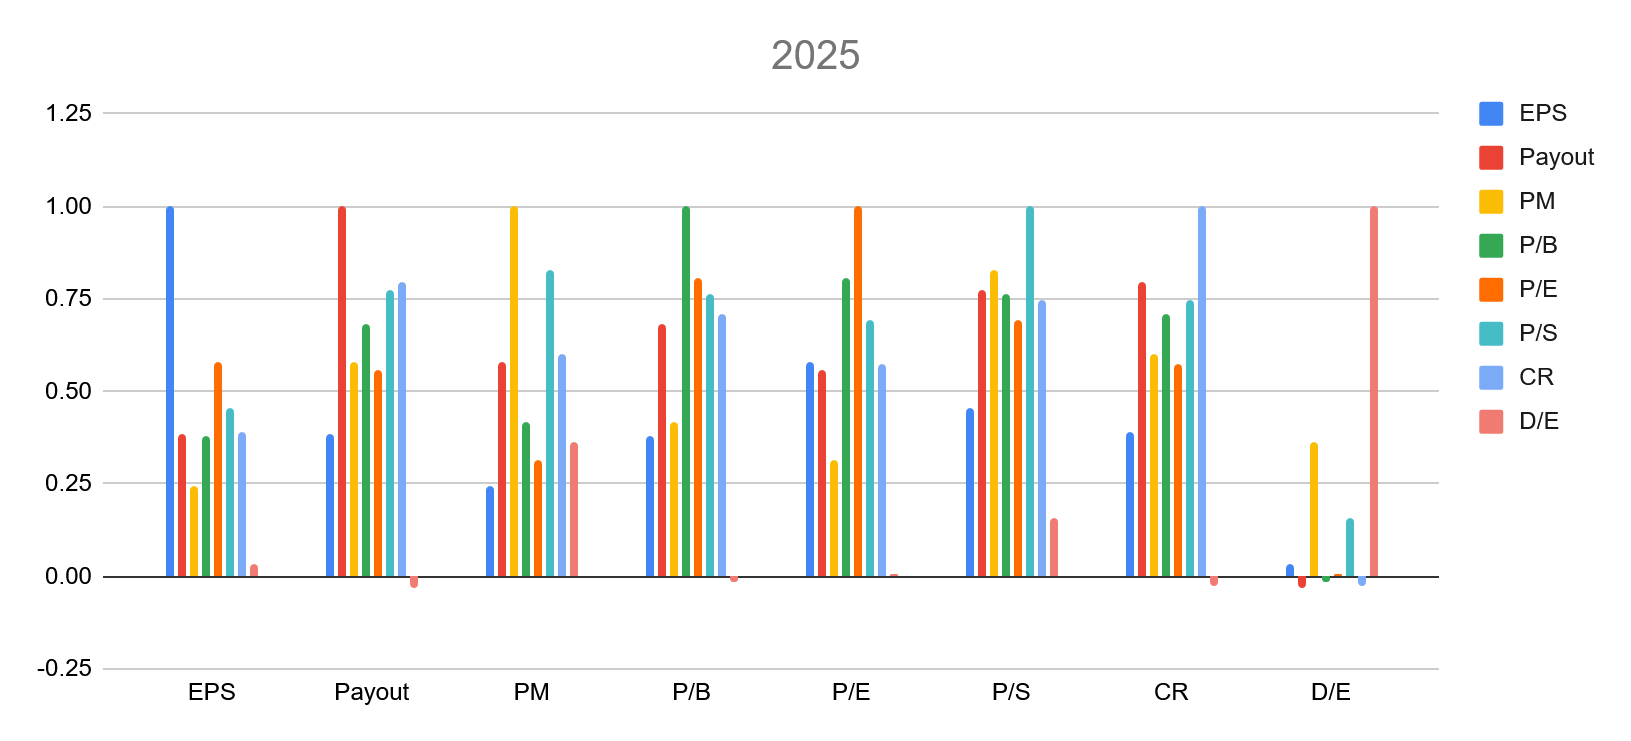 2025
1.25
1.00
0.75
0.50
0.25
0.00
-0.25
EPS
Payout
PM
P/B
P/E
P/S
CR
D/E
EPS
Payout
PM
P/B
P/E
P/S
CR
D/E